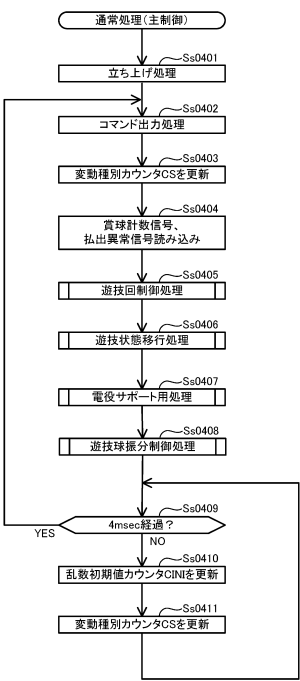 通常処理（主制御）
Ss0401
立ち上げ処理
Ss0402
コマンド出力処理
Ss0403
変動種別カウンタCSを更新
Ss0404
賞球計数信号、
払出異常信号読み込み
Ss0405
遊技回制御処理
Ss0406
遊技状態移行処理
Ss0407
電役サポート用処理
Ss0408
遊技球振分制御処理
Ss0409
4msec経過？
YES
NO
Ss0410
乱数初期値カウンタCINIを更新
Ss0411
変動種別カウンタCSを更新